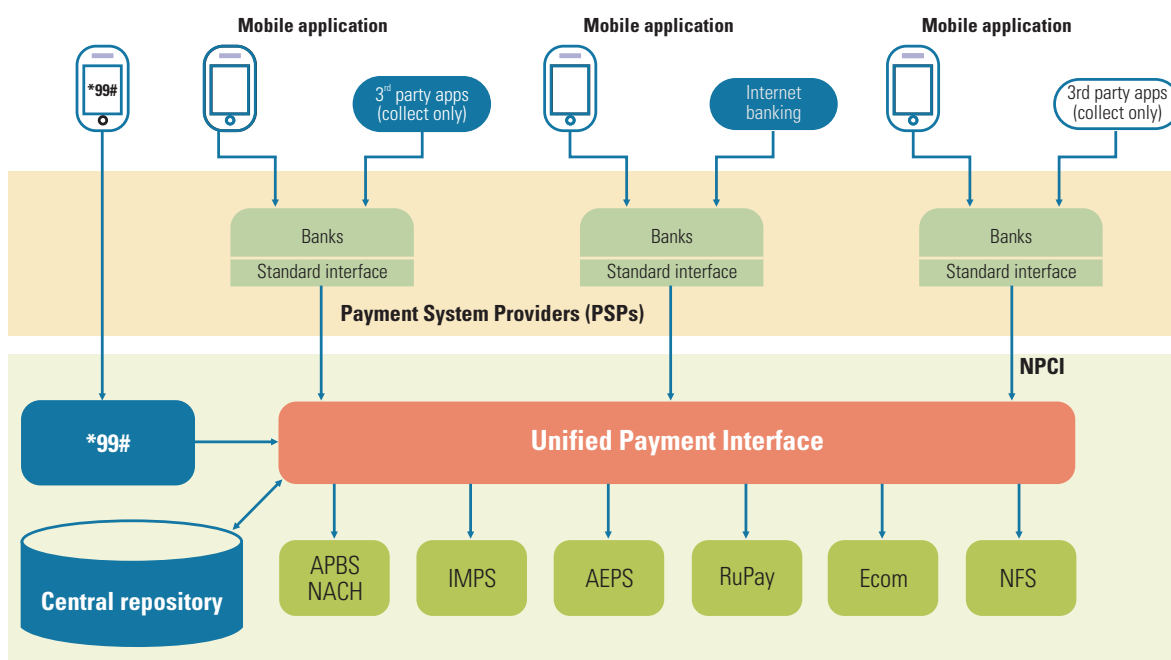 Mobile application
Mobile application
Mobile application
*99#
3rd party apps
(collect only)
Internet
banking
3rd party apps
(collect only)
Banks
Standard interface
Banks
Standard interface
Banks
Standard interface
Payment System Providers (PSPs)
NPCI
*99#
Unified Payment Interface
Central repository
APBS
NACH
IMPS
AEPS
RuPay
Ecom
NFS